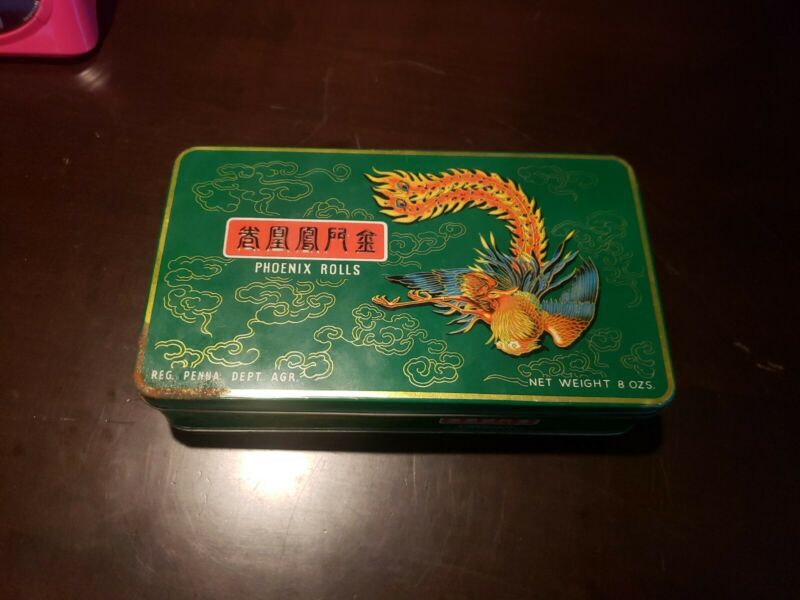 金門鳳凰卷
PHOENIX ROLLS
REG. PENNA. DEPT. AGR.
NET WEIGHT 8 OZS.